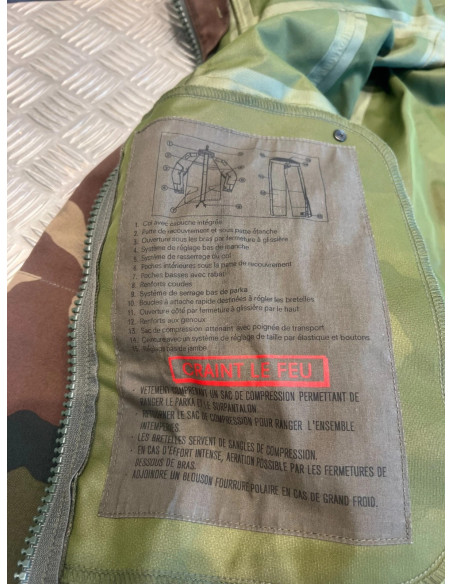 1 Col avec capuche intégrée
2 Patte de recouvrement et sous patte étanche
3 Ouverture sous les bras par fermeture à glissière
4 Système de réglage bas de manche
5 Système de resserrage du col
6 Poches intérieures sous la patte de recouvrement
7 Poches basses avec rabat
8 Renforts coudes
9 Système de serrage bas de parka
10 Boucles à attache rapide destinées à régler les bretelles
11 Ouverture côté par fermeture à glissière par le haut
12 Renforts aux genoux
13 Sac de compression attenant avec poignée de transport
14 Ceinture avec un système de réglage de taille par élastique et boutons
15 jambe
CRAINT LE FEU
- VETEMENT COMPRENANT UN SAC DE COMPRESSION PERMETTANT DE
RANGER LE PARKA ET LE SURPANTALON.
- RETOURNER LE SAC DE COMPRESSION POUR RANGER L'ENSEMBLE
INTEMPERIES.
- LES BRETELLES SERVENT DE SANGLES DE COMPRESSION.
- EN CAS D'EFFORT INTENSE, AERATION POSSIBLE PAR LES FERMETURES DE
DESSOUS DE BRAS.
ADJOINDRE UN BLOUSON FOURRURE POLAIRE EN CAS DE GRAND FROID.